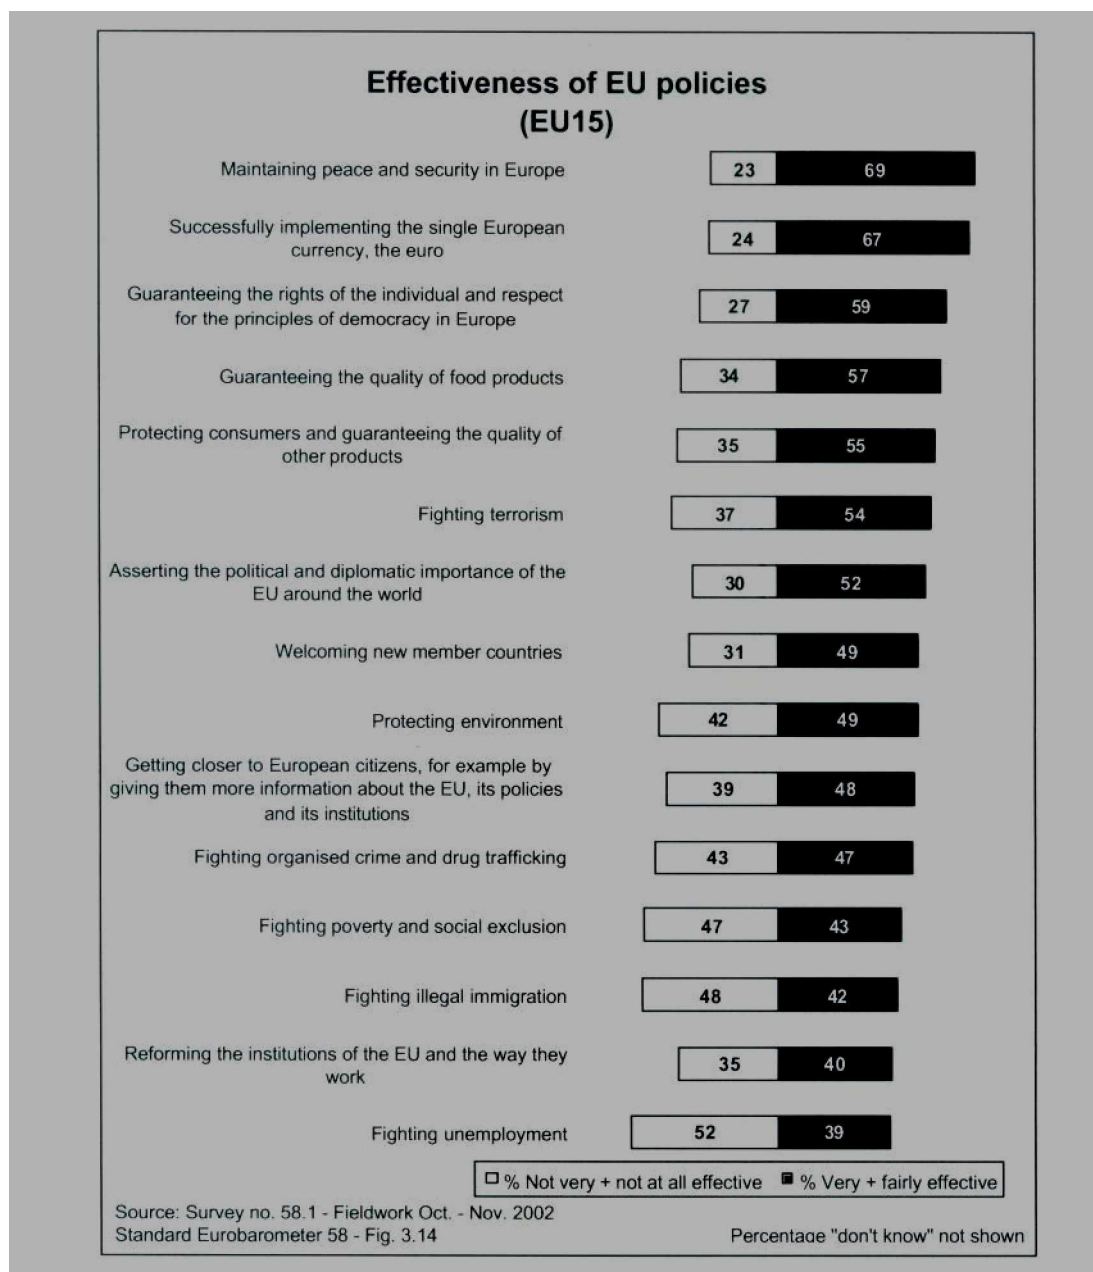 Effectiveness of EU policies
(EU15)
Maintaining peace and security in Europe 23 69
Successfully implementing the single European
currency, the euro 24 67
Guaranteeing the rights of the individual and respect
for the principles of democracy in Europe 27 59
Guaranteeing the quality of food products 34 57
Protecting consumers and guaranteeing the quality of
other products 35 55
Fighting terrorism 37 54
Asserting the political and diplomatic importance of the
EU around the world 30 52
Welcoming new member countries 31 49
Protecting environment 42 49
Getting closer to European citizens, for example by
giving them more information about the EU, its policies 39 48
and its institutions
Fighting organised crime and drug trafficking 43 47
Fighting poverty and social exclusion 47 43
Fighting illegal immigration 48 42
Reforming the institutions of the EU and the way they
work 35 40
Fighting unemployment 52 39
% Not very + not at all effective % Very + fairly effective
Source: Survey no. 58.1 - Fieldwork Oct. - Nov. 2002
Standard Eurobarometer 58 - Fig. 3.14 Percentage "don't know" not shown